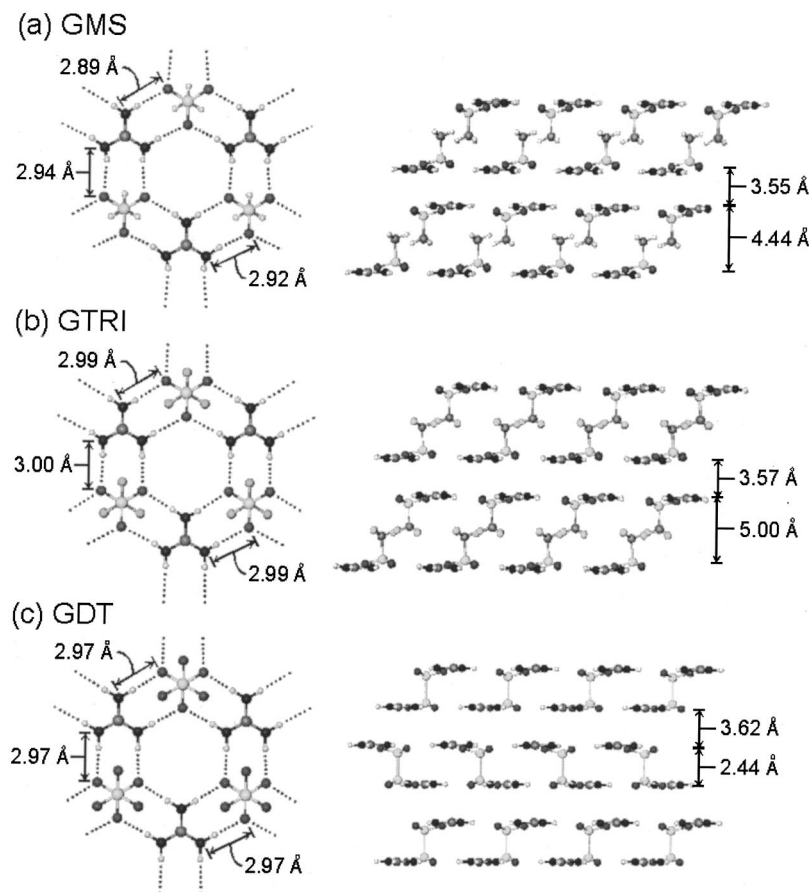 (a) GMS
2.89 Å
2.94 Å
2.92 Å
3.55 Å
4.44 Å
(b) GTRI
2.99 Å
3.00 Å
2.99 Å
3.57 Å
5.00 Å
(c) GDT
2.97 Å
2.97 Å
2.97 Å
3.62 Å
2.44 Å